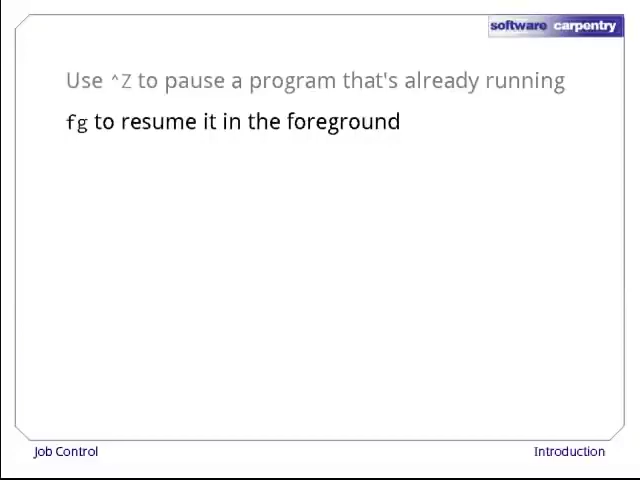 software carpentry
Use ^Z to pause a program that's already running
fg to resume it in the foreground
Job Control
Introduction